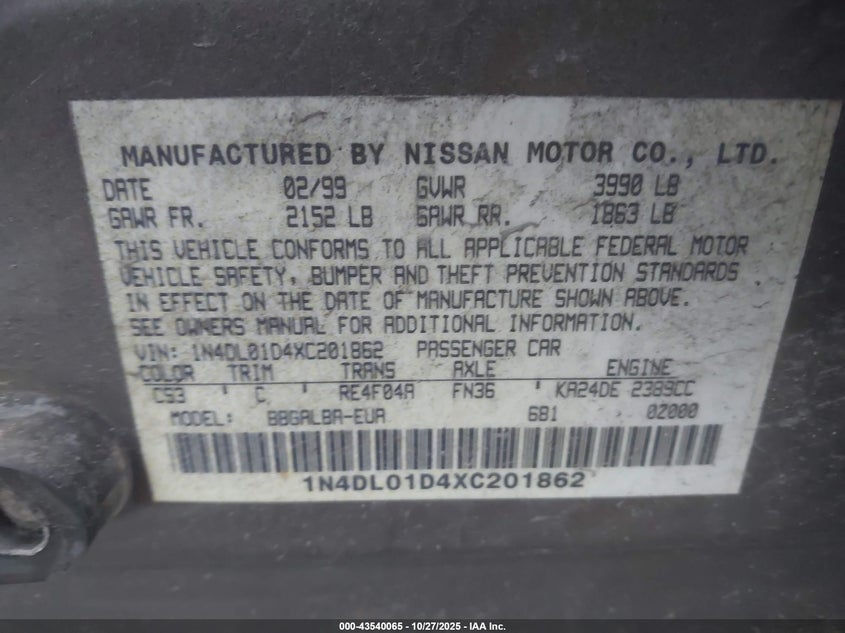 MANUFACTURED BY NISSAN MOTOR CO., LTD.
DATE 02/99 GVWR 3990 LB
GAWR FR. 2152 LB GAWR RR. 1863 LB
THIS VEHICLE CONFORMS TO ALL APPLICABLE FEDERAL MOTOR
VEHICLE SAFETY, BUMPER AND THEFT PREVENTION STANDARDS
IN EFFECT ON THE DATE OF MANUFACTURE SHOWN ABOVE.
SEE OWNERS MANUAL FOR ADDITIONAL INFORMATION.
VIN: 1N4DL01D4XC201862 PASSENGER CAR
COLOR TRIM TRANS AXLE ENGINE
CS3 C RE4F04A FN36 KA24DE 2389CC
MODEL: BBGALBA-EUA 6B1 02000
1N4DL01D4XC201862
000-43540065 - 10/27/2025 - IAA Inc.